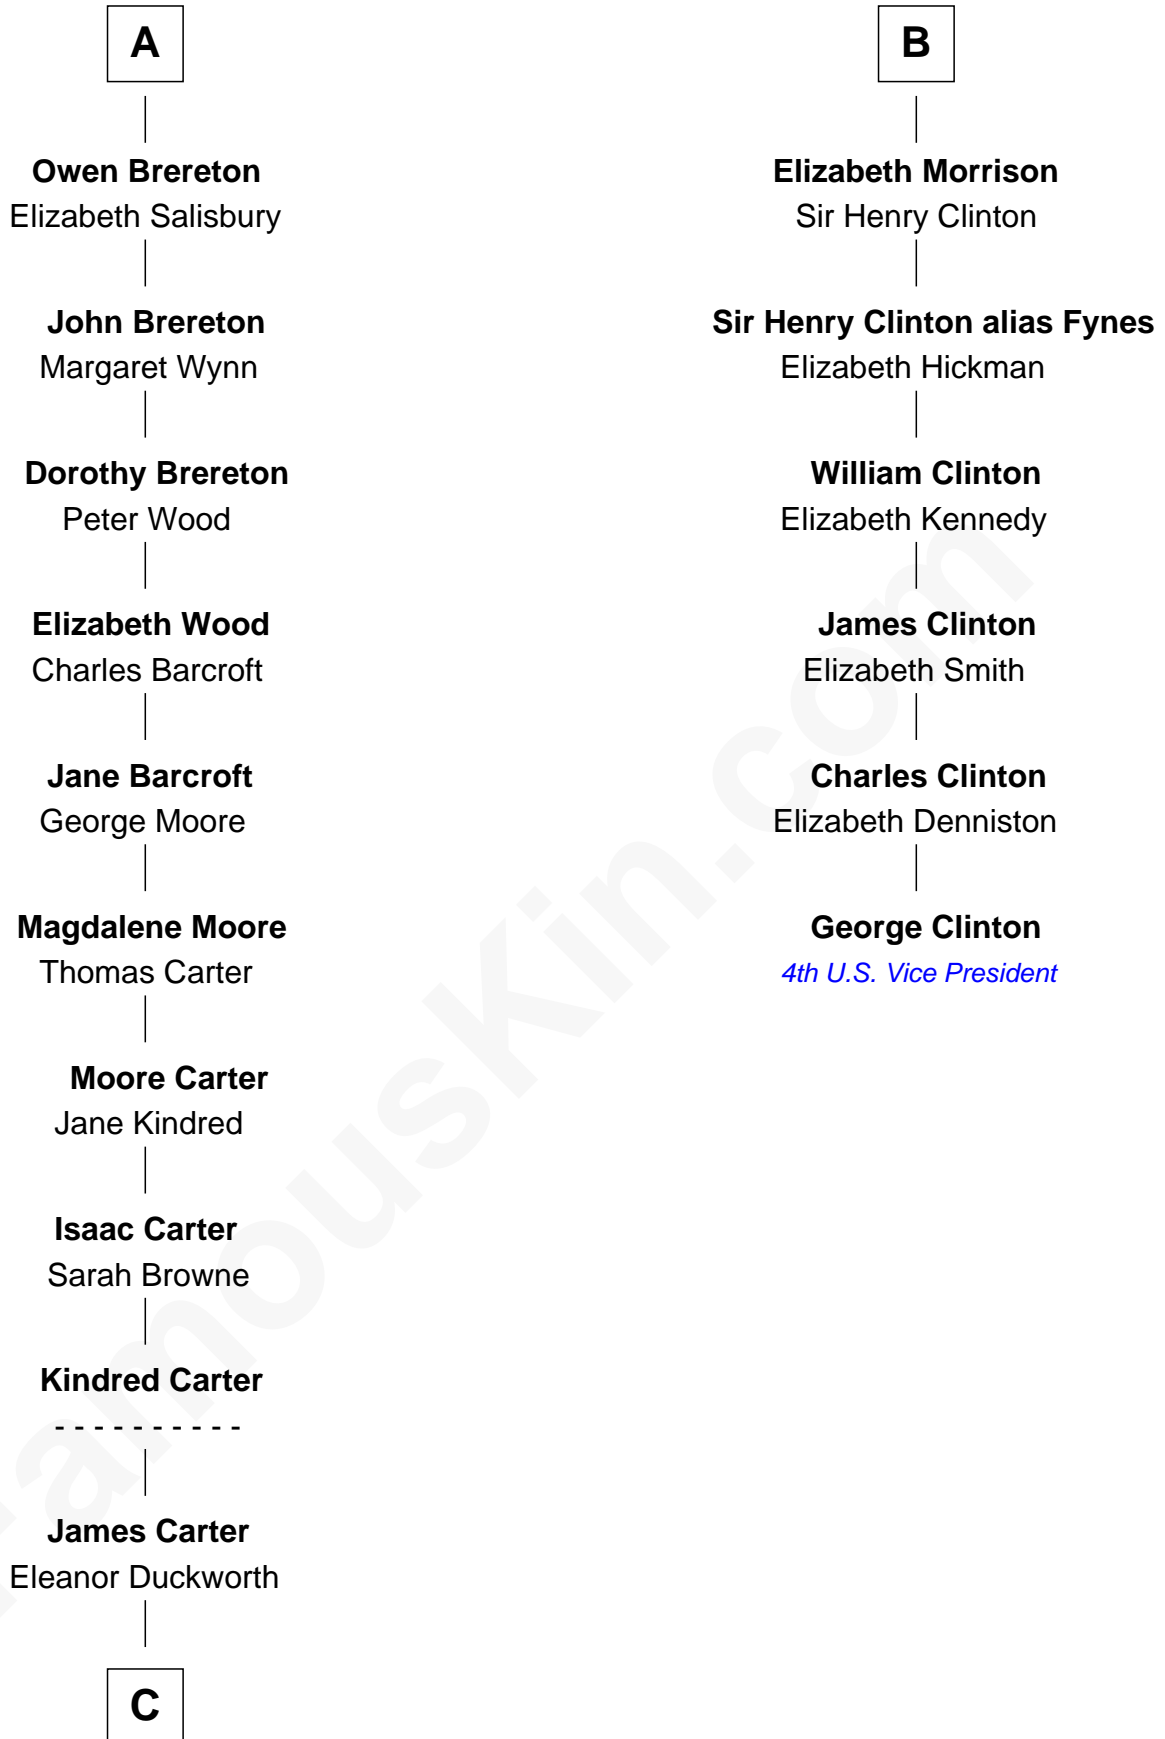 A
Owen Brereton
Elizabeth Salisbury
John Brereton
Margaret Wynn
Dorothy Brereton
Peter Wood
Elizabeth Wood
Charles Barcroft
Jane Barcroft
George Moore
Magdalene Moore
Thomas Carter
Moore Carter
Jane Kindred
Isaac Carter
Sarah Browne
Kindred Carter
- - - - - - - - - -
James Carter
Eleanor Duckworth
C
B
Elizabeth Morrison
Sir Henry Clinton
Sir Henry Clinton alias Fynes
Elizabeth Hickman
William Clinton
Elizabeth Kennedy
James Clinton
Elizabeth Smith
Charles Clinton
Elizabeth Denniston
George Clinton
4th U.S. Vice President
FamousKin.com